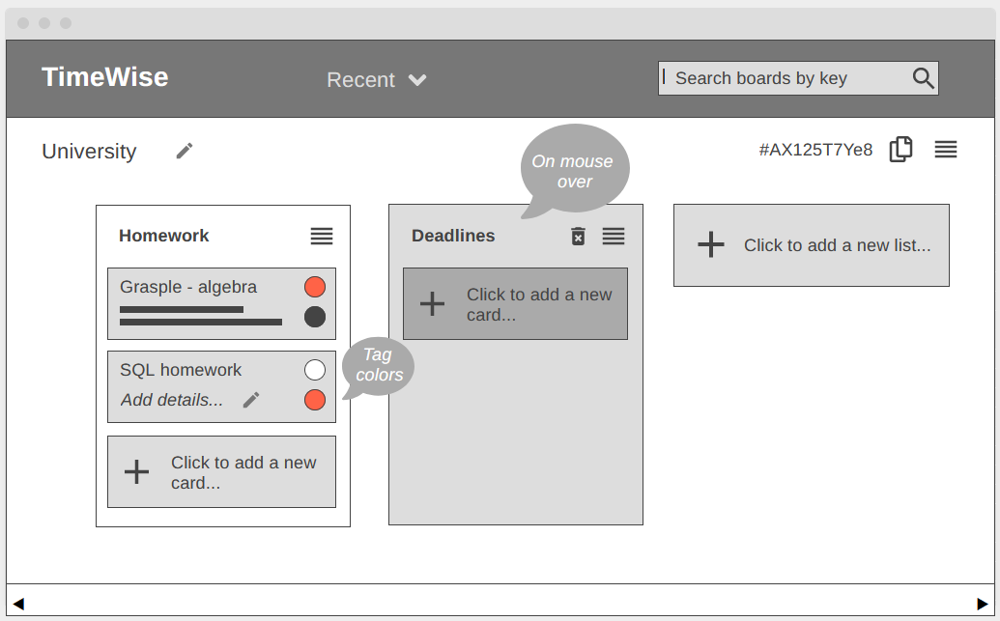 TimeWise
Recent
Search boards by key
University
#AX125T7Ye8
On mouse
over
Homework
Deadlines
Click to add a new list...
Grasple - algebra
Click to add a new
card...
Tag
colors
SQL homework
Add details...
Click to add a new
card...